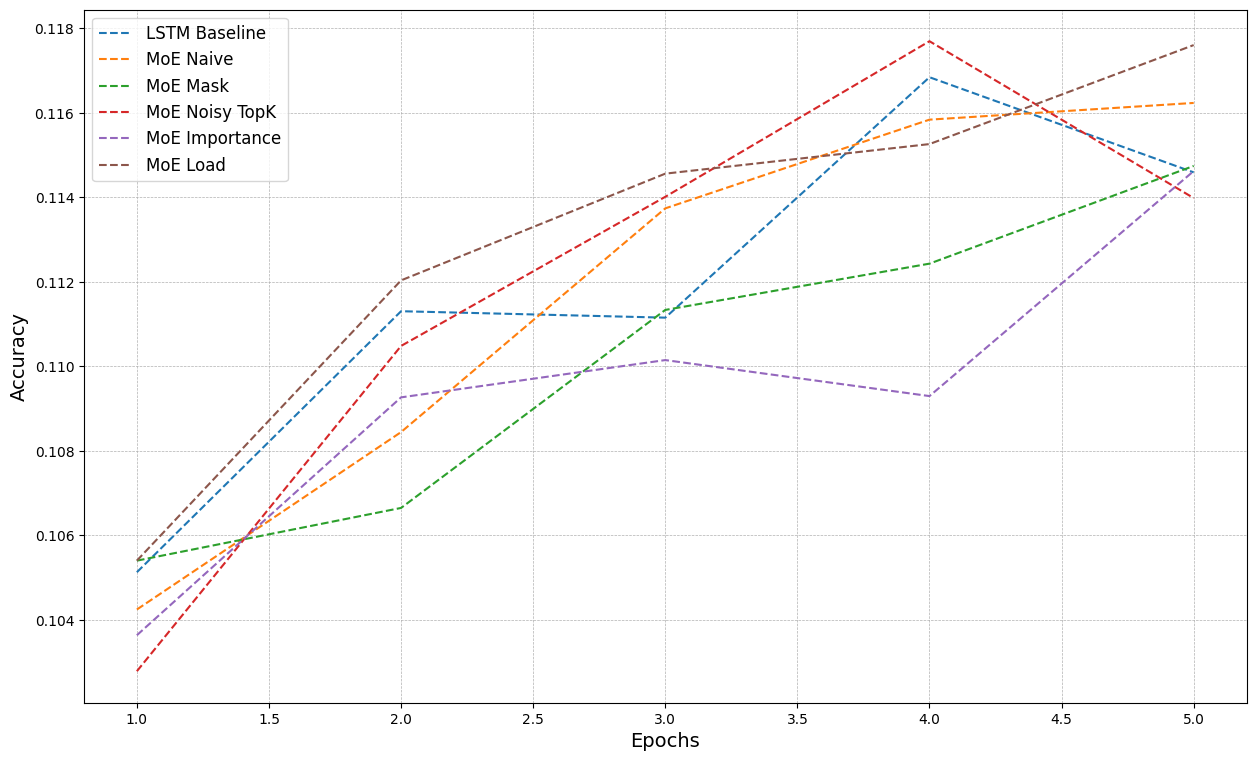 LSTM Baseline
MoE Naive
MoE Mask
MoE Noisy TopK
MoE Importance
MoE Load
Accuracy
0.118
0.116
0.114
0.112
0.110
0.108
0.106
0.104
1.0 1.5 2.0 2.5 3.0 3.5 4.0 4.5 5.0
Epochs